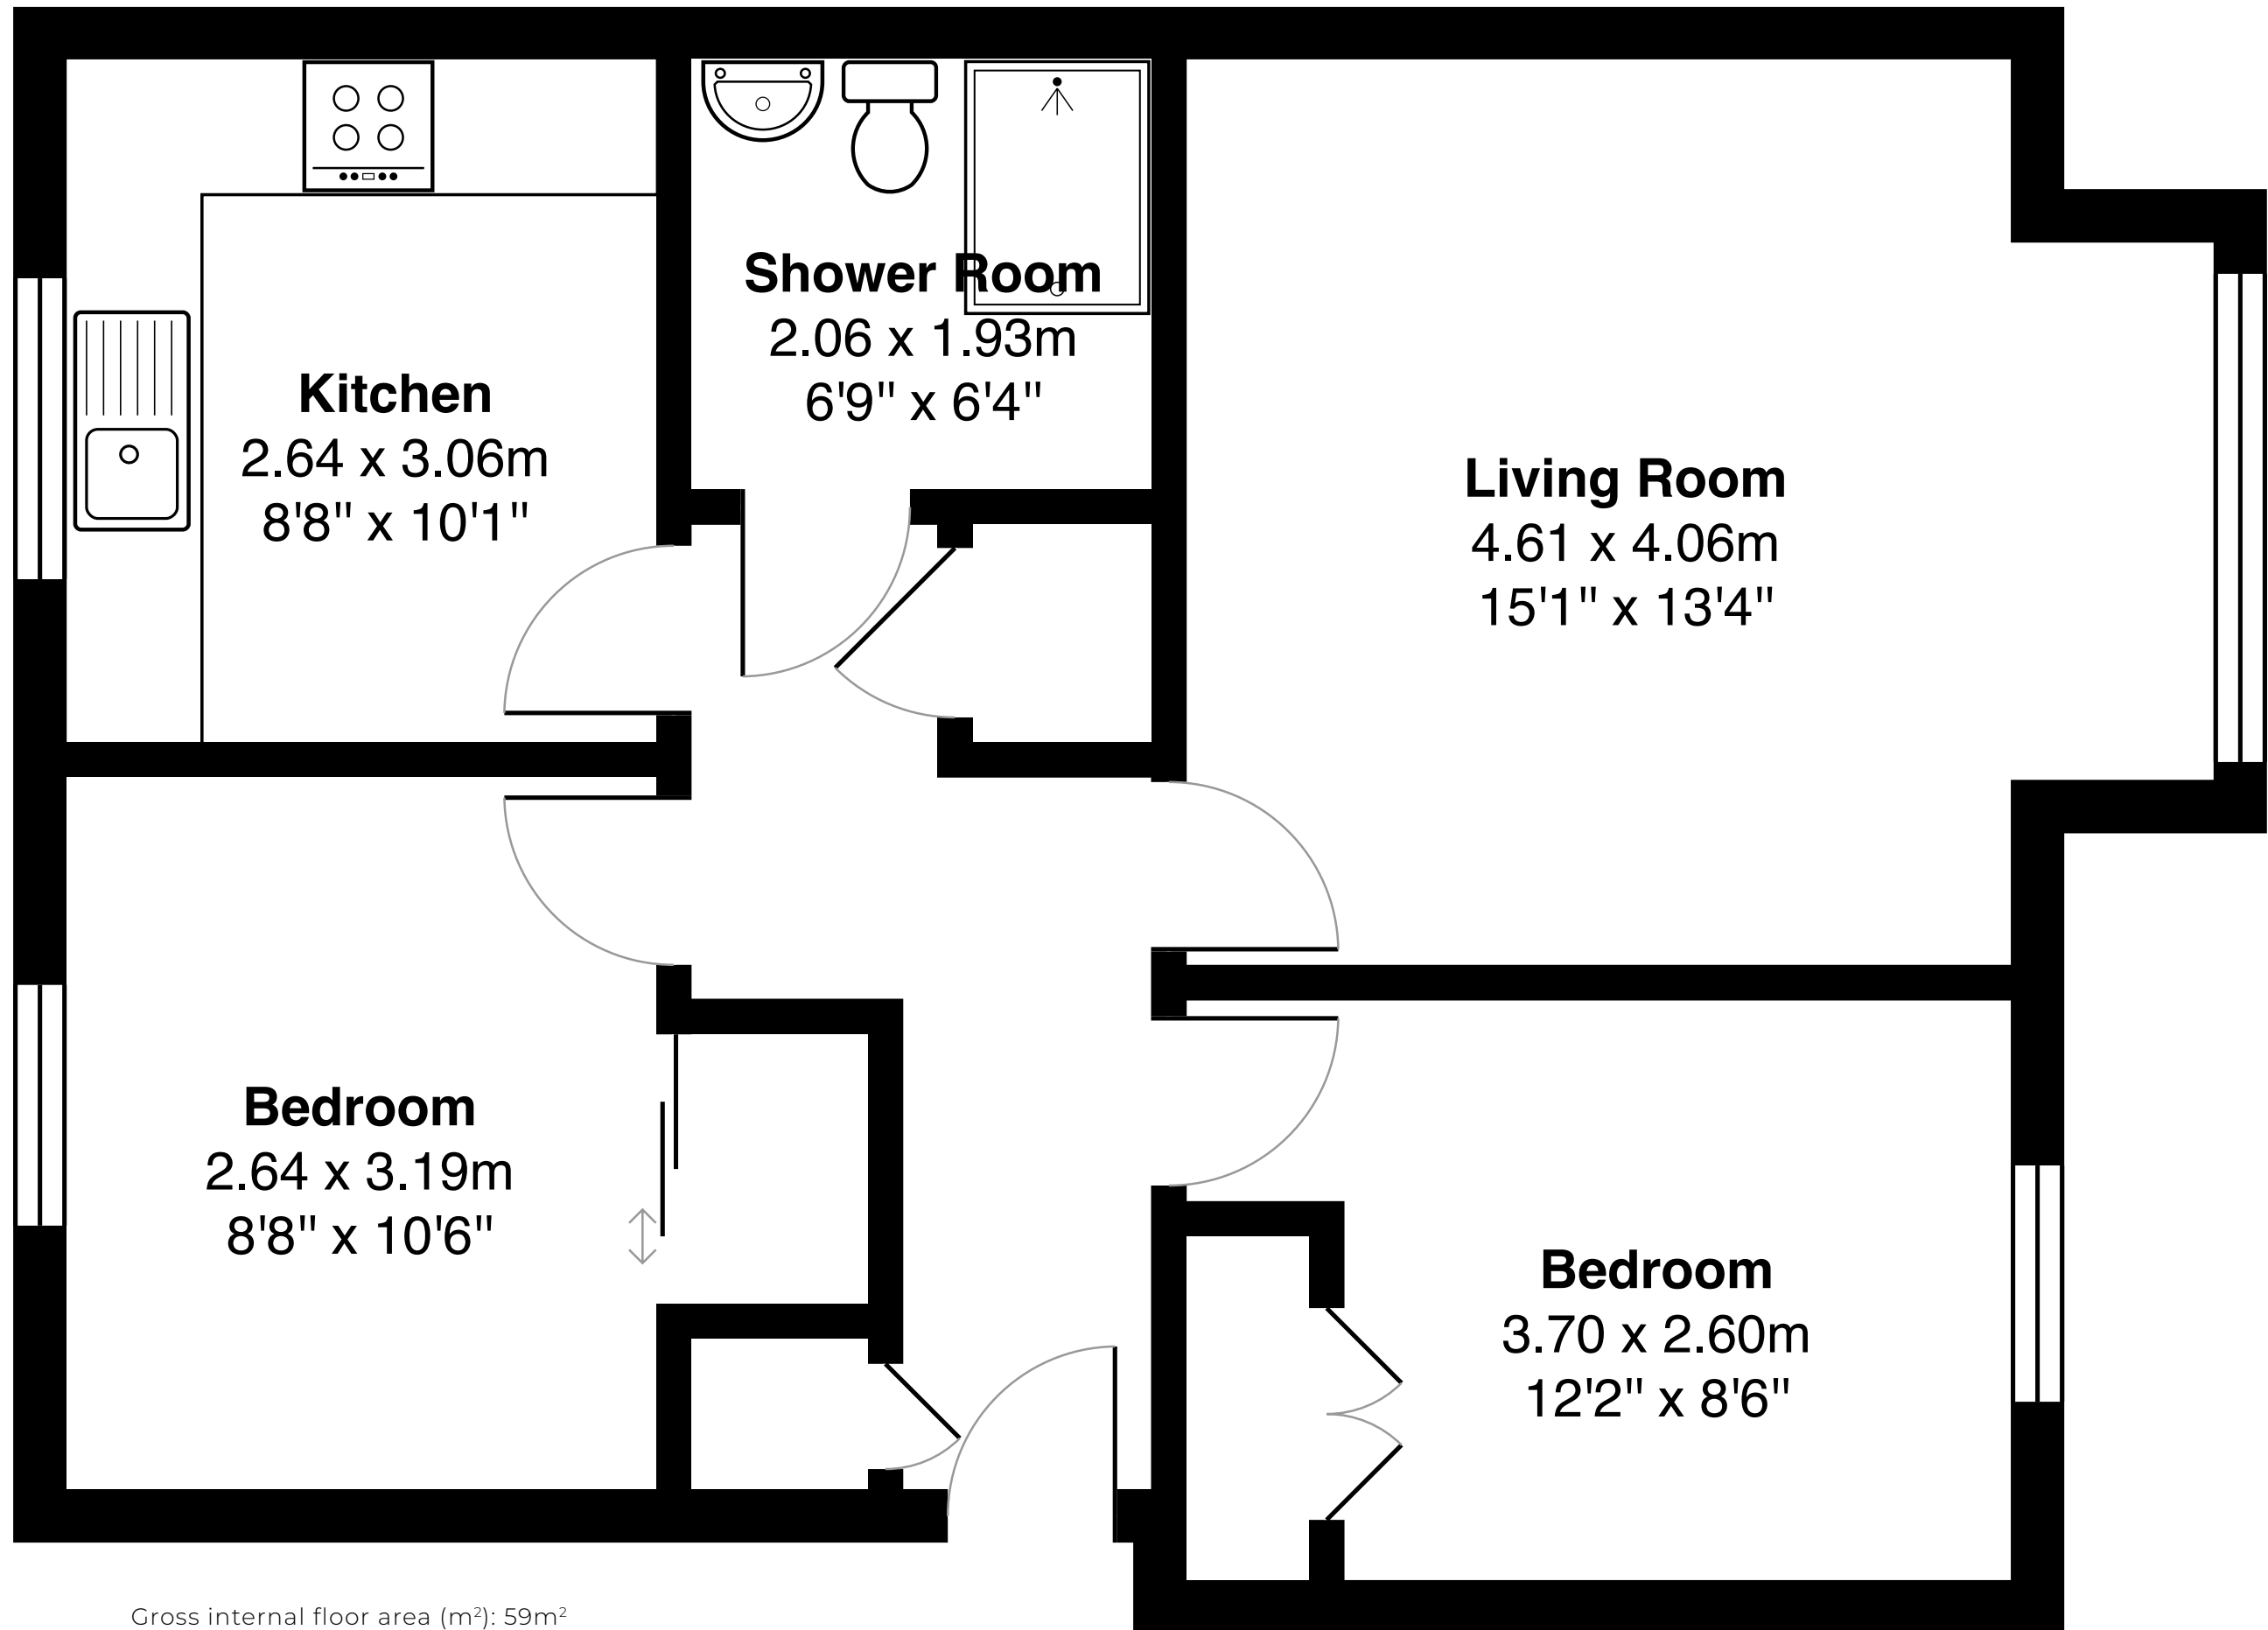 Shower Room
2.06 x 1.93m
6'9" x 6'4"
Kitchen
2.64 x 3.06m
8'8" x 10'1"
Living Room
4.61 x 4.06m
15'1" x 13'4"
Bedroom
2.64 x 3.19m
8'8" x 10'6"
Bedroom
3.70 x 2.60m
12'2" x 8'6"
Gross internal floor area (m²): 59m²